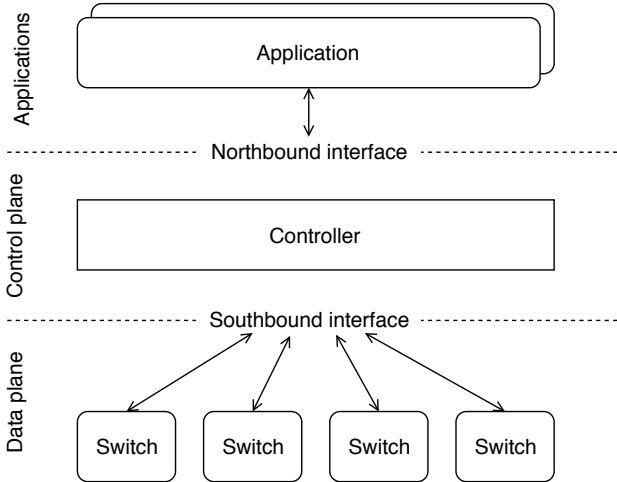 Applications
Application
Northbound interface
Control plane
Controller
Southbound interface
Data plane
Switch
Switch
Switch
Switch